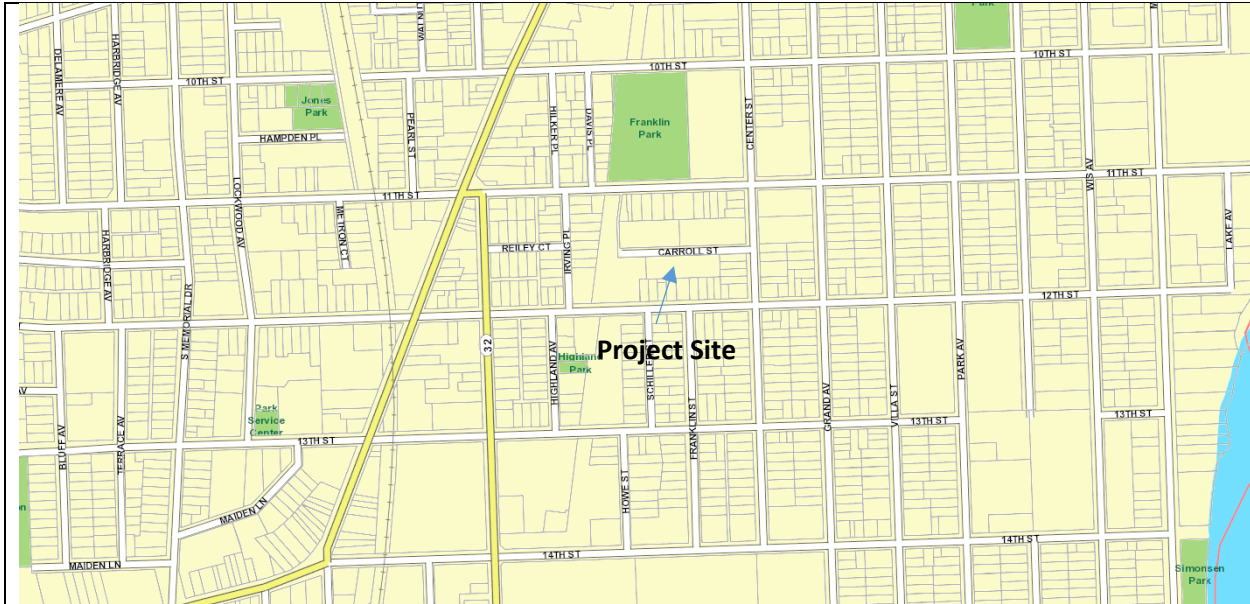 Park
WALNUT
DELAMERE AV
HARBRIDGE AV
10TH ST
10TH ST
10TH ST
Jones
Park
HAMPDEN PL
PEARL ST
HILKER PL
DAVIS PL
Franklin
Park
CENTER ST
LOCKWOOD AV
11TH ST
11TH ST
WIS AV
METRON CT
HARBRIDGE AV
S MEMORIAL DR
REILEY CT
IRVING PL
CARROLL ST
LAKE AV
12TH ST
32
Project Site
Highland
Park
HIGHLAND AV
SCHILLER ST
FRANKLIN ST
GRAND AV
VILLA ST
PARK AV
AV
Park
Service
Center
BLUFF AV
TERRACE AV
13TH ST
13TH ST
13TH ST
HOWE ST
MAIDEN LN
MAIDEN LN
14TH ST
14TH ST
Simonsen
Park